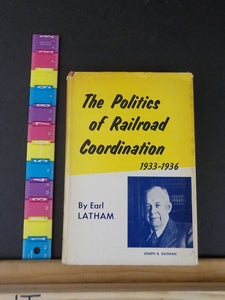 The Politics
of Railroad
Coordination
1933-1936
By Earl
LATHAM
JOSEPH B. EASTMAN